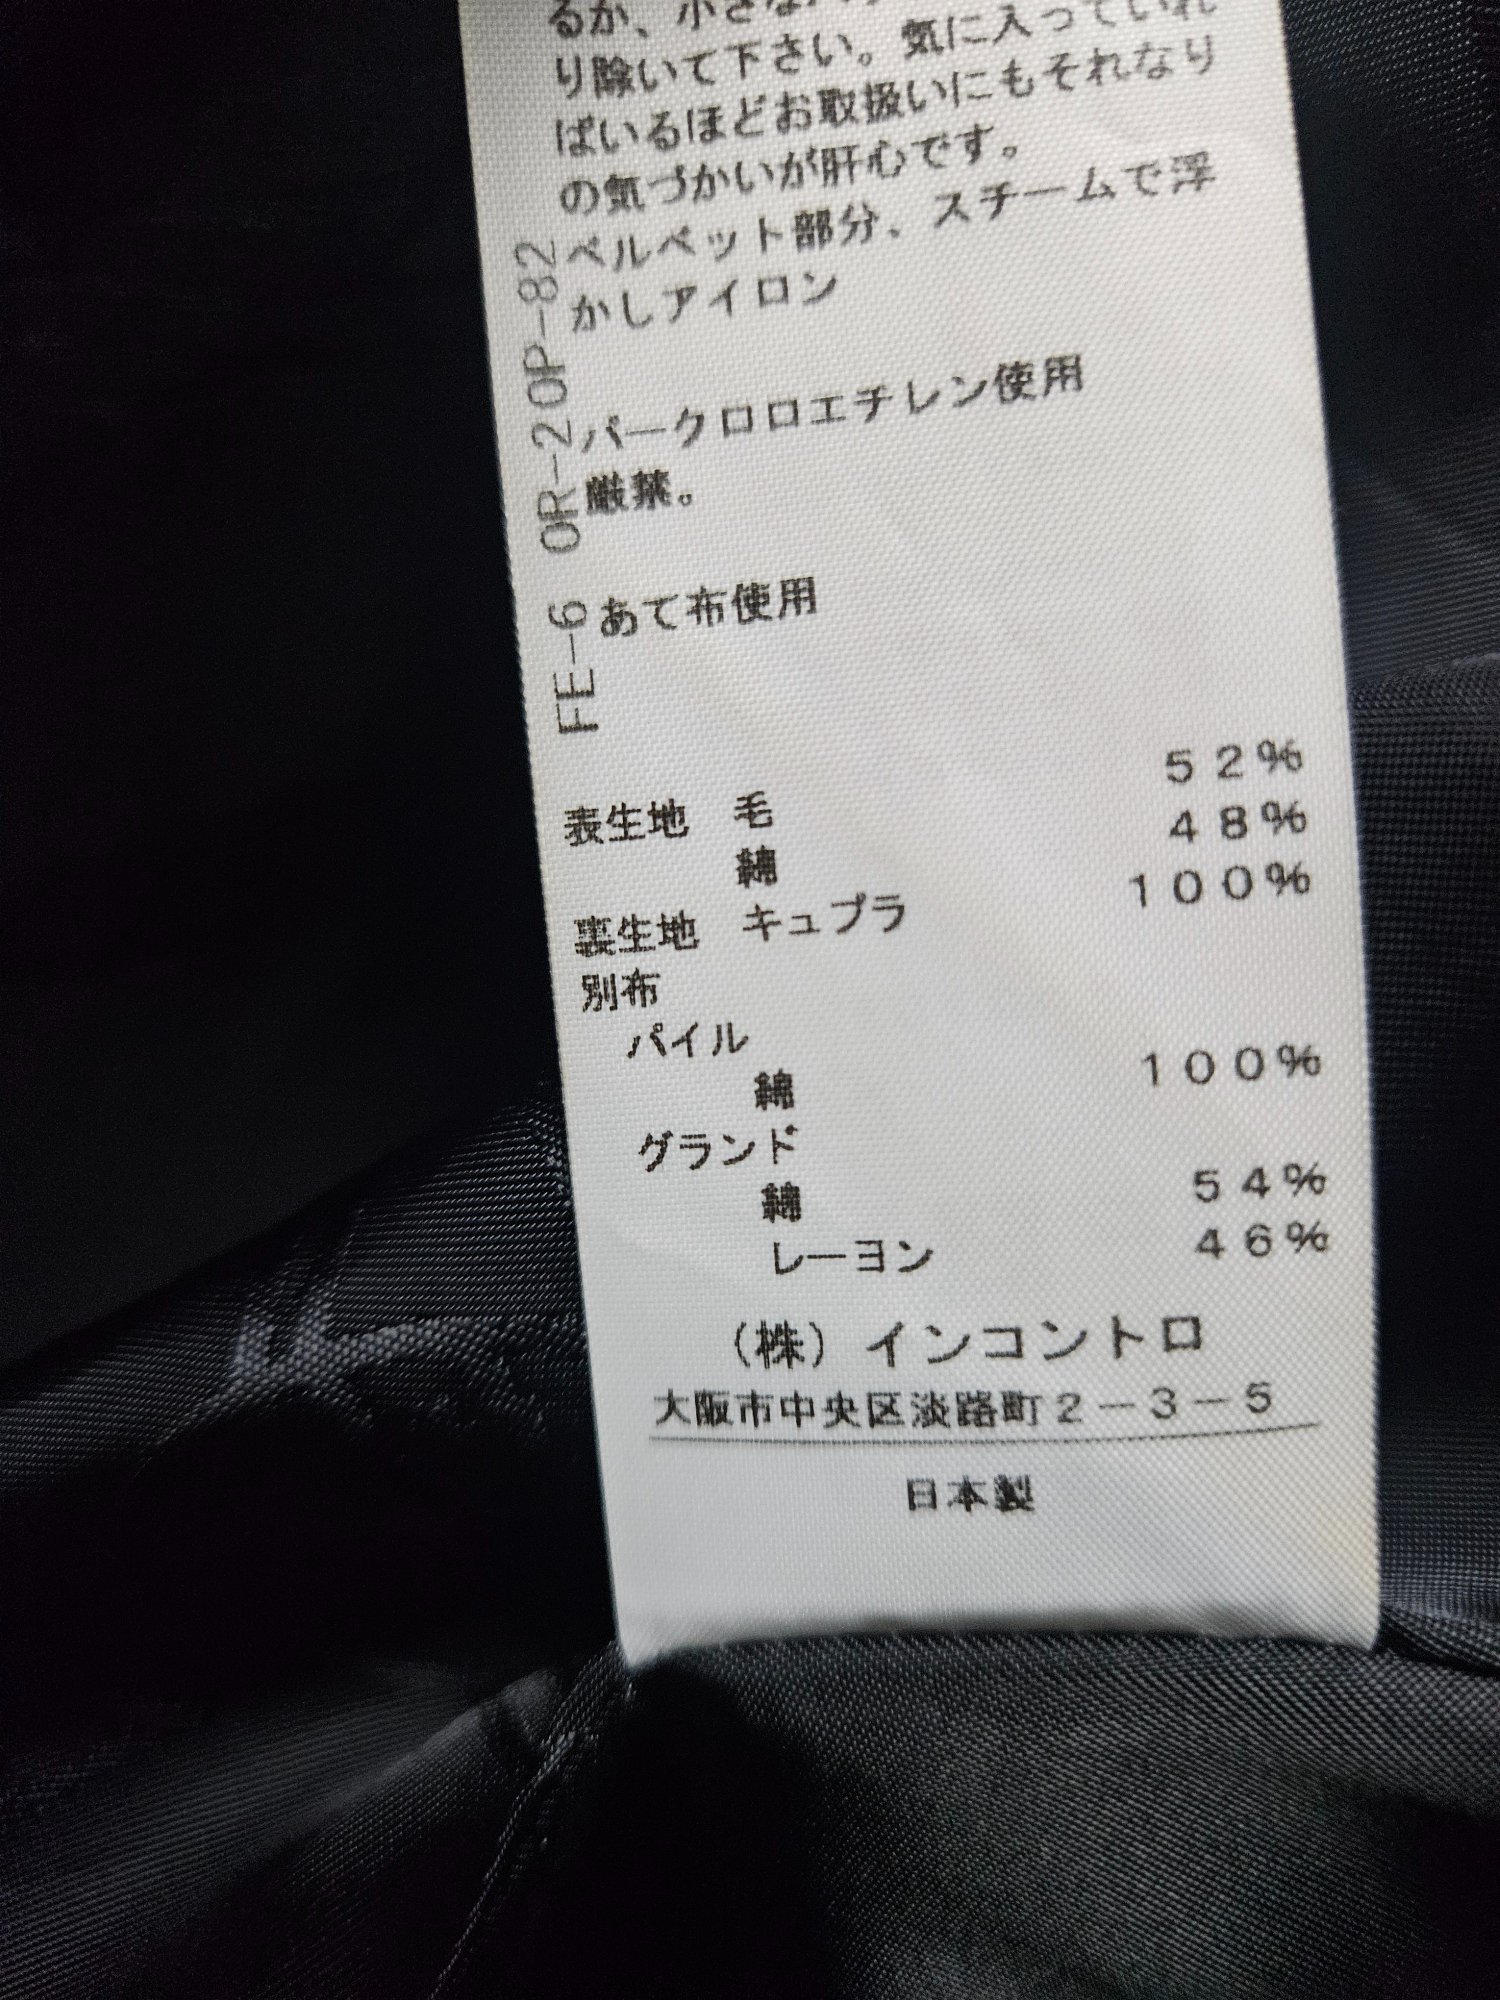 るか、小さな
り除いて下さい。気に入っていれ
ばいるほどお取扱いにもそれなり
の気づかいが肝心です。
ベルベット部分、スチームで浮
かしアイロン
パークロロエチレン使用
厳禁。
あて布使用
FE-6 OR-2 OP-82
表生地 毛 52%
綿 48%
裏生地 キュプラ 100%
別布
パイル
綿 100%
グランド
綿 54%
レーヨン 46%
(株)インコントロ
大阪市中央区淡路町2-3-5
日本製